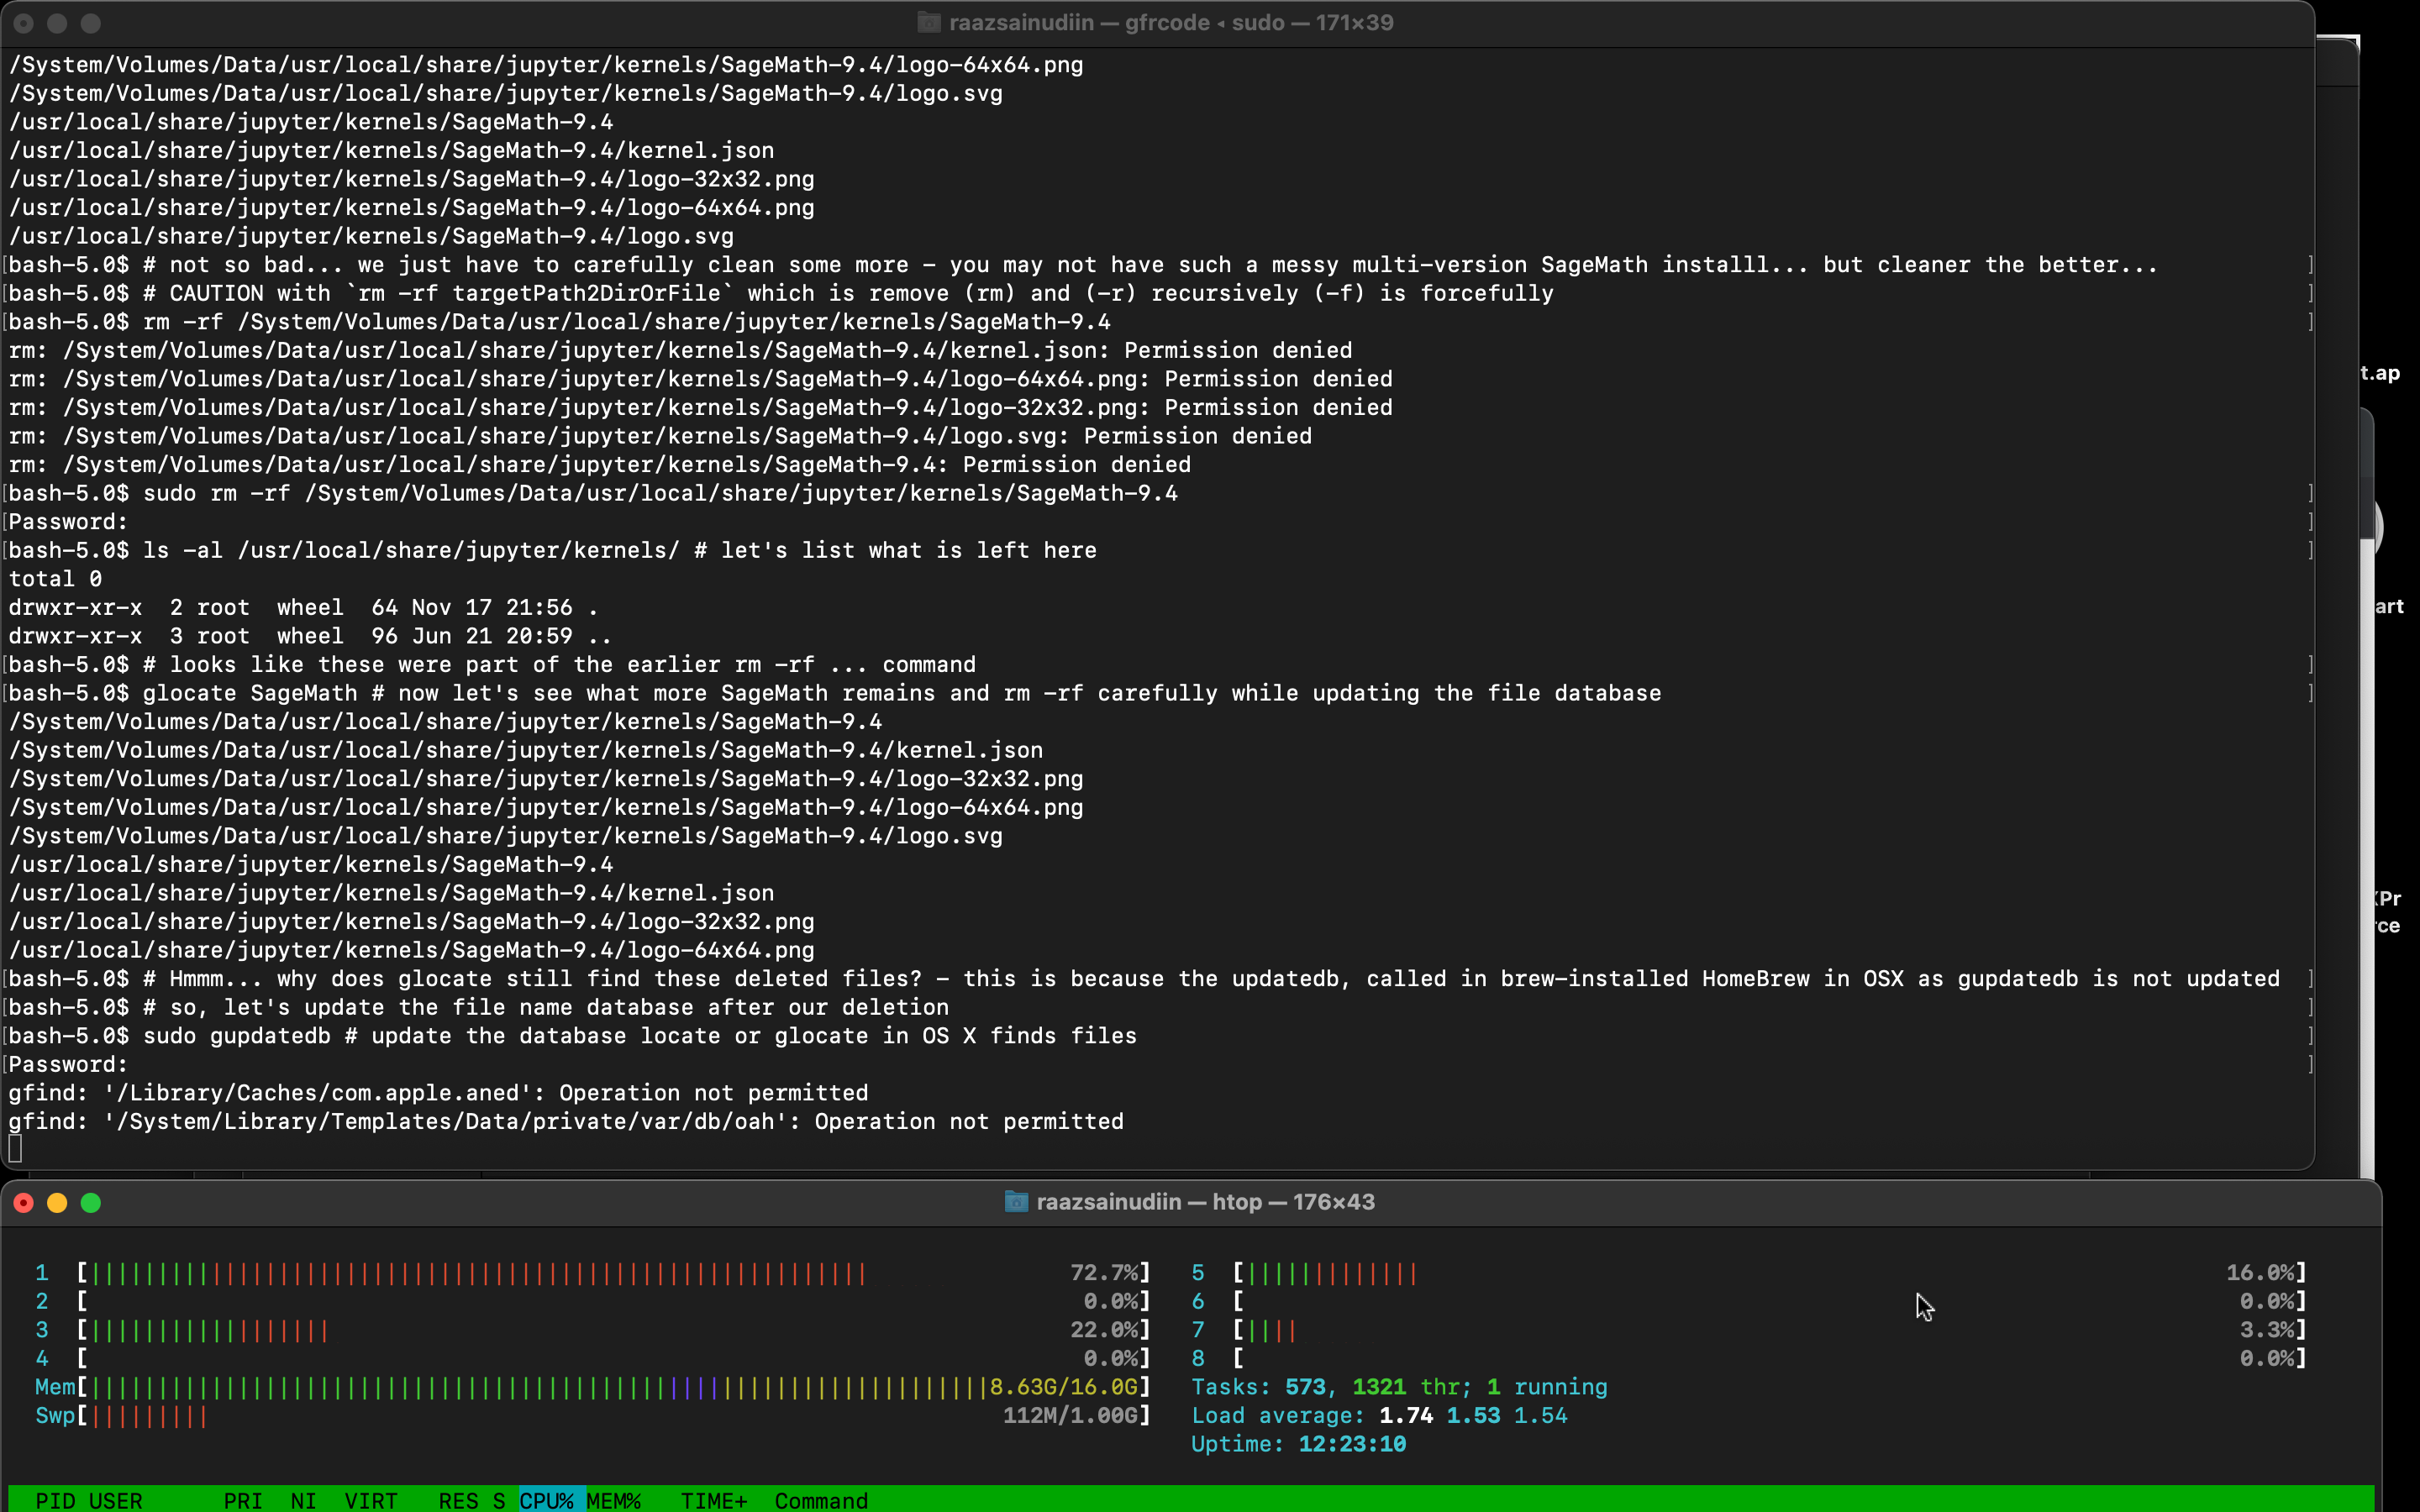 raazsainudiin — gfrcode ◂ sudo — 171×39
/System/Volumes/Data/usr/local/share/jupyter/kernels/SageMath-9.4/logo-64x64.png
/System/Volumes/Data/usr/local/share/jupyter/kernels/SageMath-9.4/logo.svg
/usr/local/share/jupyter/kernels/SageMath-9.4
/usr/local/share/jupyter/kernels/SageMath-9.4/kernel.json
/usr/local/share/jupyter/kernels/SageMath-9.4/logo-32x32.png
/usr/local/share/jupyter/kernels/SageMath-9.4/logo-64x64.png
/usr/local/share/jupyter/kernels/SageMath-9.4/logo.svg
[bash-5.0$ # not so bad... we just have to carefully clean some more - you may not have such a messy multi-version SageMath installl... but cleaner the better... ]
[bash-5.0$ # CAUTION with `rm -rf targetPath2DirOrFile` which is remove (rm) and (-r) recursively (-f) is forcefully ]
[bash-5.0$ rm -rf /System/Volumes/Data/usr/local/share/jupyter/kernels/SageMath-9.4 ]
rm: /System/Volumes/Data/usr/local/share/jupyter/kernels/SageMath-9.4/kernel.json: Permission denied
rm: /System/Volumes/Data/usr/local/share/jupyter/kernels/SageMath-9.4/logo-64x64.png: Permission denied
rm: /System/Volumes/Data/usr/local/share/jupyter/kernels/SageMath-9.4/logo-32x32.png: Permission denied
rm: /System/Volumes/Data/usr/local/share/jupyter/kernels/SageMath-9.4/logo.svg: Permission denied
rm: /System/Volumes/Data/usr/local/share/jupyter/kernels/SageMath-9.4: Permission denied
[bash-5.0$ sudo rm -rf /System/Volumes/Data/usr/local/share/jupyter/kernels/SageMath-9.4 ]
[Password: ]
[bash-5.0$ ls -al /usr/local/share/jupyter/kernels/ # let's list what is left here ]
total 0
drwxr-xr-x  2 root  wheel  64 Nov 17 21:56 .
drwxr-xr-x  3 root  wheel  96 Jun 21 20:59 ..
[bash-5.0$ # looks like these were part of the earlier rm -rf ... command ]
[bash-5.0$ glocate SageMath # now let's see what more SageMath remains and rm -rf carefully while updating the file database ]
/System/Volumes/Data/usr/local/share/jupyter/kernels/SageMath-9.4
/System/Volumes/Data/usr/local/share/jupyter/kernels/SageMath-9.4/kernel.json
/System/Volumes/Data/usr/local/share/jupyter/kernels/SageMath-9.4/logo-32x32.png
/System/Volumes/Data/usr/local/share/jupyter/kernels/SageMath-9.4/logo-64x64.png
/System/Volumes/Data/usr/local/share/jupyter/kernels/SageMath-9.4/logo.svg
/usr/local/share/jupyter/kernels/SageMath-9.4
/usr/local/share/jupyter/kernels/SageMath-9.4/kernel.json
/usr/local/share/jupyter/kernels/SageMath-9.4/logo-32x32.png
/usr/local/share/jupyter/kernels/SageMath-9.4/logo-64x64.png
[bash-5.0$ # Hmmm... why does glocate still find these deleted files? - this is because the updatedb, called in brew-installed HomeBrew in OSX as gupdatedb is not updated ]
[bash-5.0$ # so, let's update the file name database after our deletion ]
[bash-5.0$ sudo gupdatedb # update the database locate or glocate in OS X finds files ]
[Password: ]
gfind: '/Library/Caches/com.apple.aned': Operation not permitted
gfind: '/System/Library/Templates/Data/private/var/db/oah': Operation not permitted
t.ap
art
Pr
rce
raazsainudiin — htop — 176×43
1 [ 72.7%] 5 [ 16.0%]
2 [ 0.0%] 6 [ 0.0%]
3 [ 22.0%] 7 [ 3.3%]
4 [ 0.0%] 8 [ 0.0%]
Mem[ 8.63G/16.0G] Tasks: 573, 1321 thr; 1 running
Swp[ 112M/1.00G] Load average: 1.74 1.53 1.54
Uptime: 12:23:10
PID USER PRI NI VIRT RES S CPU% MEM% TIME+ Command